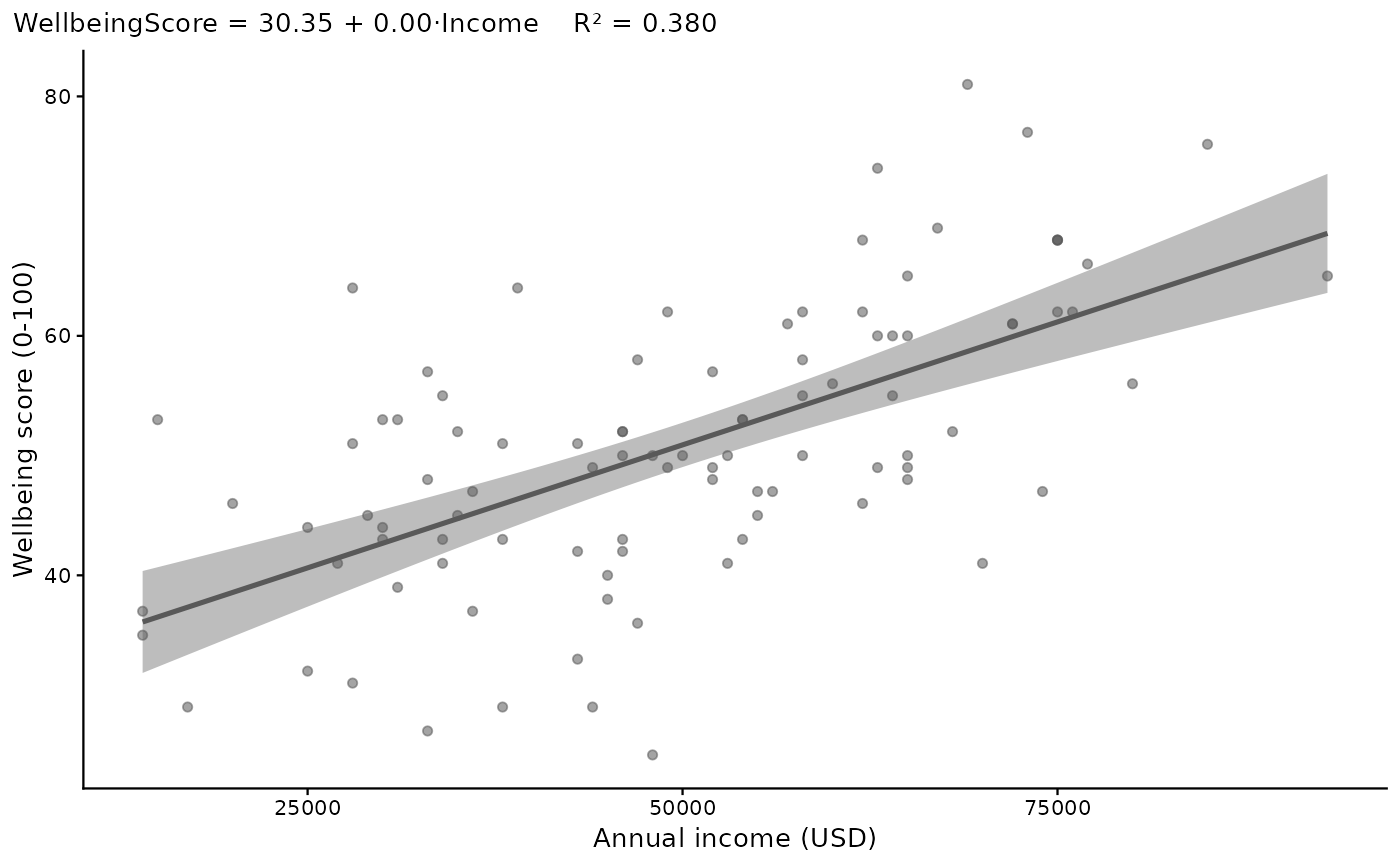 WellbeingScore = 30.35 + 0.00·Income    R² = 0.380
Wellbeing score (0-100)
80
60
40
25000
50000
75000
Annual income (USD)